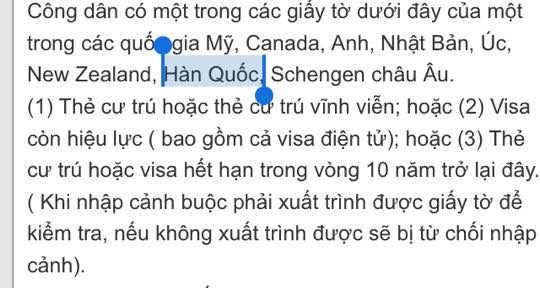 Công dân có một trong các giấy tờ dưới đây của một
trong các quố gia Mỹ, Canada, Anh, Nhật Bản, Úc,
New Zealand, Hàn Quốc, Schengen châu Âu.
(1) Thẻ cư trú hoặc thẻ cư trú vĩnh viễn; hoặc (2) Visa
còn hiệu lực ( bao gồm cả visa điện tử); hoặc (3) Thẻ
cư trú hoặc visa hết hạn trong vòng 10 năm trở lại đây.
( Khi nhập cảnh buộc phải xuất trình được giấy tờ để
kiểm tra, nếu không xuất trình được sẽ bị từ chối nhập
cảnh).